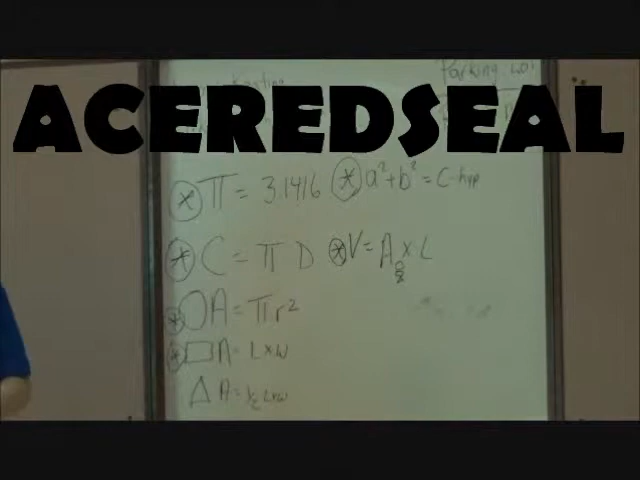 Parking Lot
ACEREDSEAL
* π = 3.1416 * a²+b² = C-hyp
* C = π D * V = A x L
* ○A = πr²
* ▭ A = L x W
△ A = ½ L x W